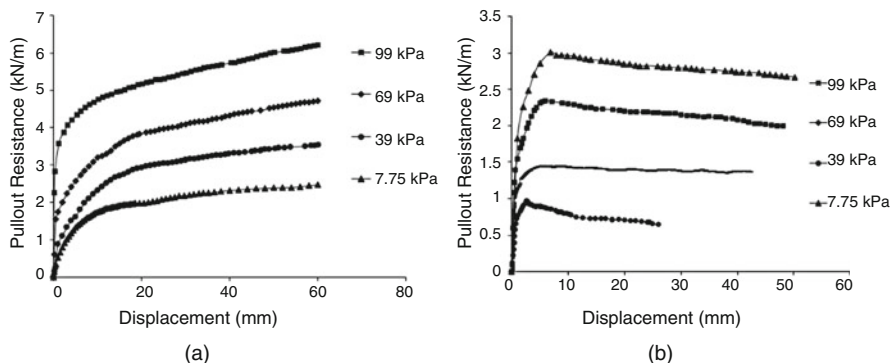 Pullout Resistance (kN/m)
7
6
5
4
3
2
1
0
0
20
40
60
80
Displacement (mm)
99 kPa
69 kPa
39 kPa
7.75 kPa
(a)
Pullout Resistance (kN/m)
3.5
3
2.5
2
1.5
1
0.5
0
0
10
20
30
40
50
60
Displacement (mm)
99 kPa
69 kPa
39 kPa
7.75 kPa
(b)